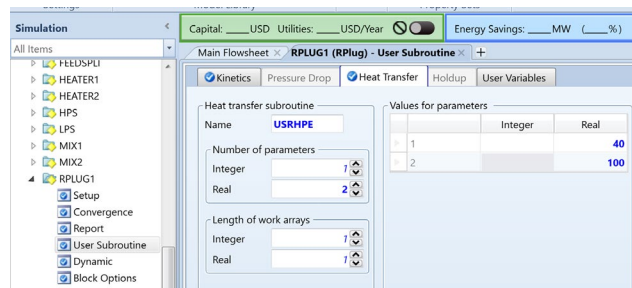 Simulation
All Items
FEEDSPLI
HEATER1
HEATER2
HPS
LPS
MIX1
MIX2
RPLUG1
Setup
Convergence
Report
User Subroutine
Dynamic
Block Options
Capital: ____USD Utilities: ____USD/Year
Energy Savings: ____MW (____%)
Main Flowsheet × RPLUG1 (RPlug) - User Subroutine × +
Kinetics Pressure Drop Heat Transfer Holdup User Variables
Heat transfer subroutine
Name USRHPE
Number of parameters
Integer 1
Real 2
Length of work arrays
Integer 1
Real 1
Values for parameters
Integer Real
1 40
2 100